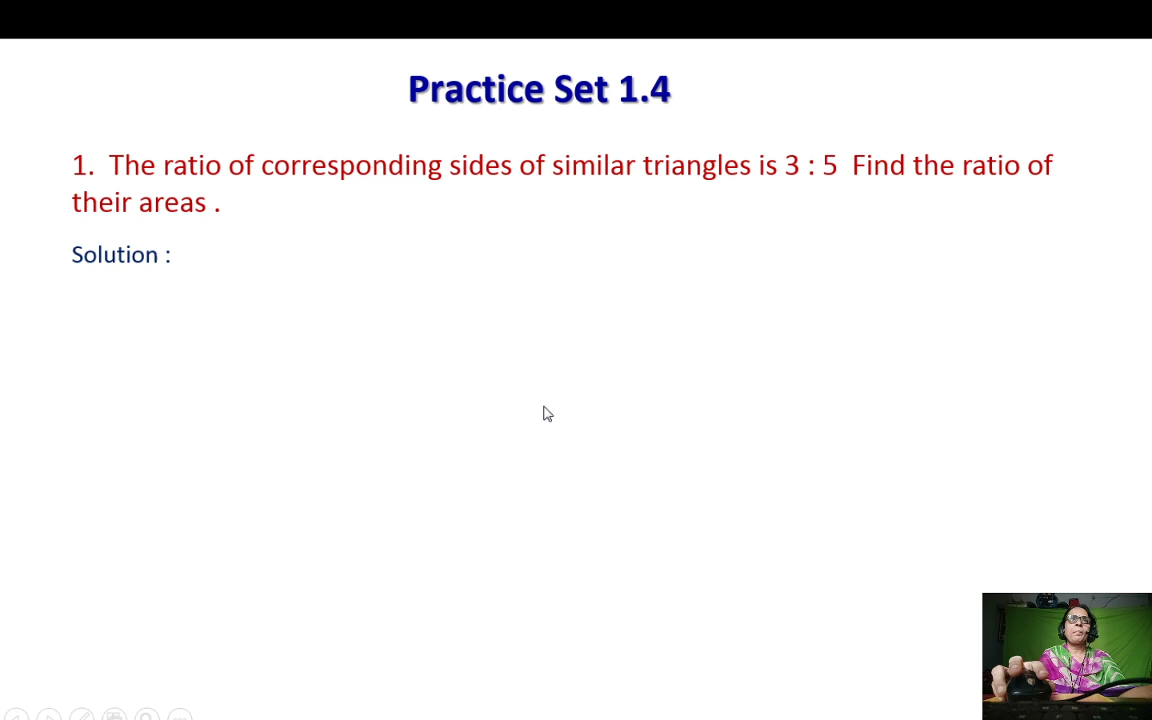 Practice Set 1.4
1. The ratio of corresponding sides of similar triangles is 3 : 5 Find the ratio of
their areas .
Solution :